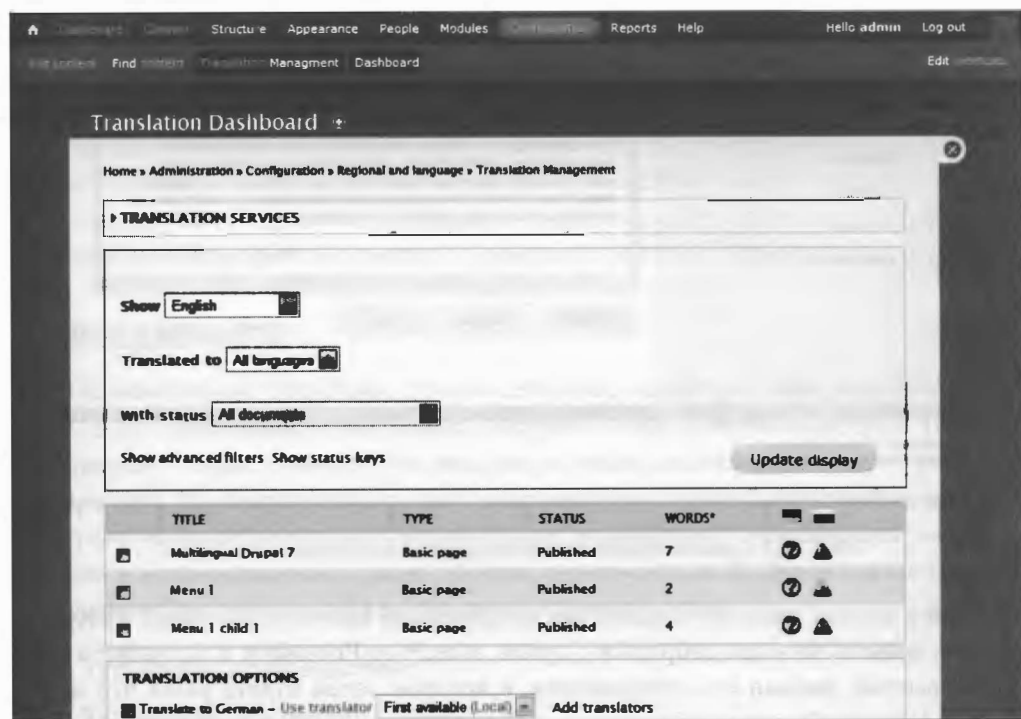 Structure Appearance People Modules Reports Help Hello admin Log out
Find Managment Dashboard Edit
Translation Dashboard
Home » Administration » Configuration » Regional and language » Translation Management
TRANSLATION SERVICES
Show English
Translated to All languages
With status All documents
Show advanced filters Show status keys Update display
TITLE TYPE STATUS WORDS*
Multilingual Drupal 7 Basic page Published 7
Menu 1 Basic page Published 2
Menu 1 child 1 Basic page Published 4
TRANSLATION OPTIONS
Translate to German – Use translator First available (Local) Add translators